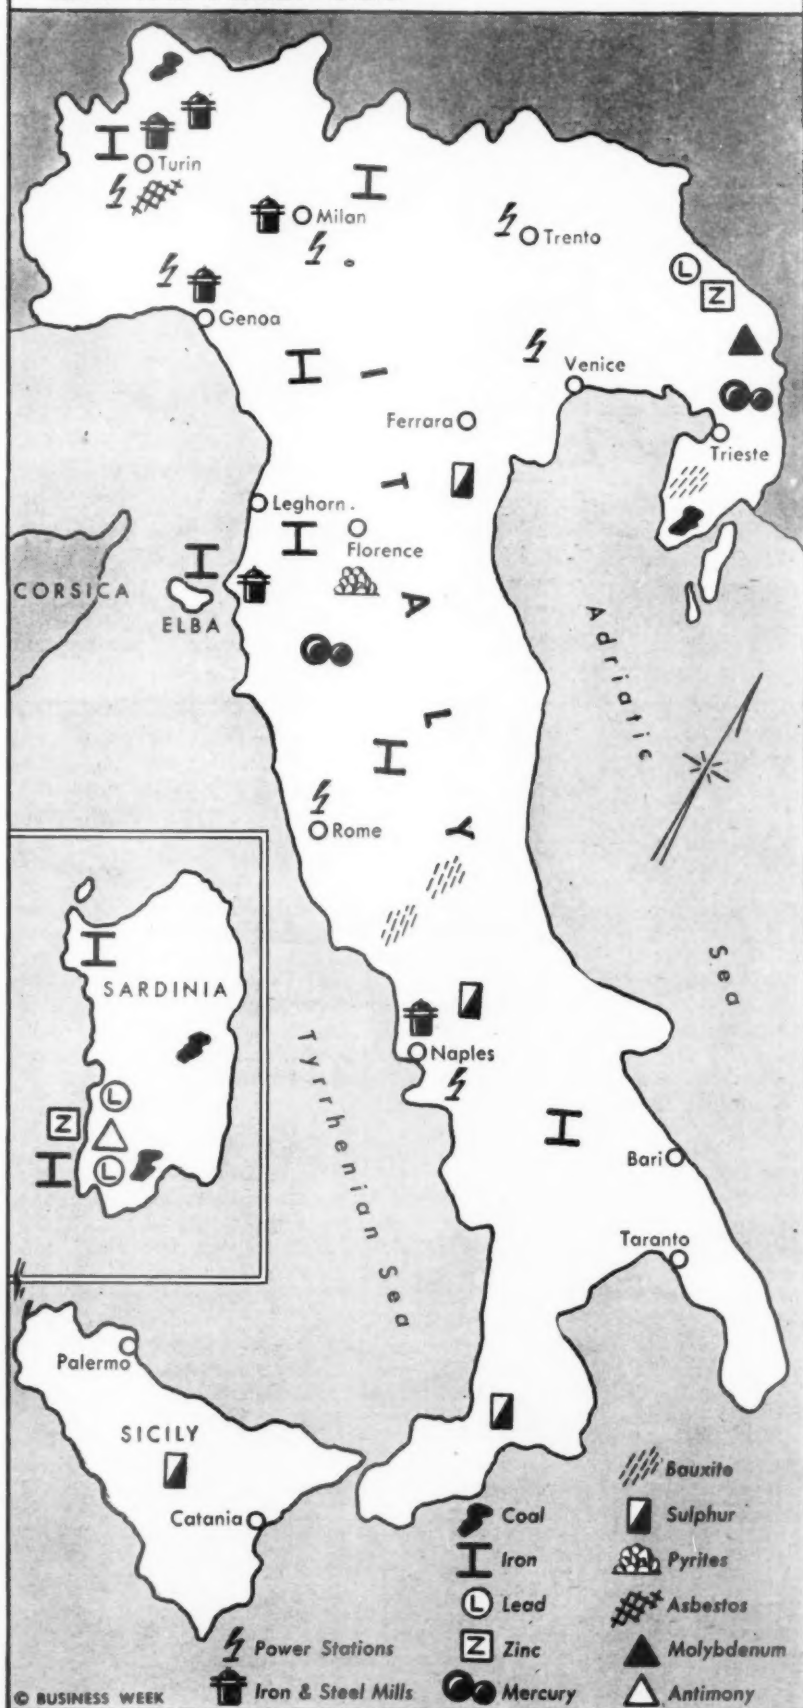 Turin
Milan
Trento
Genoa
Venice
Ferrara
Trieste
Leghorn
Florence
CORSICA
ELBA
ITALY
Adriatic Sea
Rome
SARDINIA
L
Z
L
Z
L
Naples
Tyrrhenian Sea
Bari
Taranto
Palermo
SICILY
Catania
Bauxite
Coal
Sulphur
Iron
Pyrites
L Lead
Asbestos
Power Stations
Z Zinc
Molybdenum
© BUSINESS WEEK
Iron & Steel Mills
Mercury
Antimony